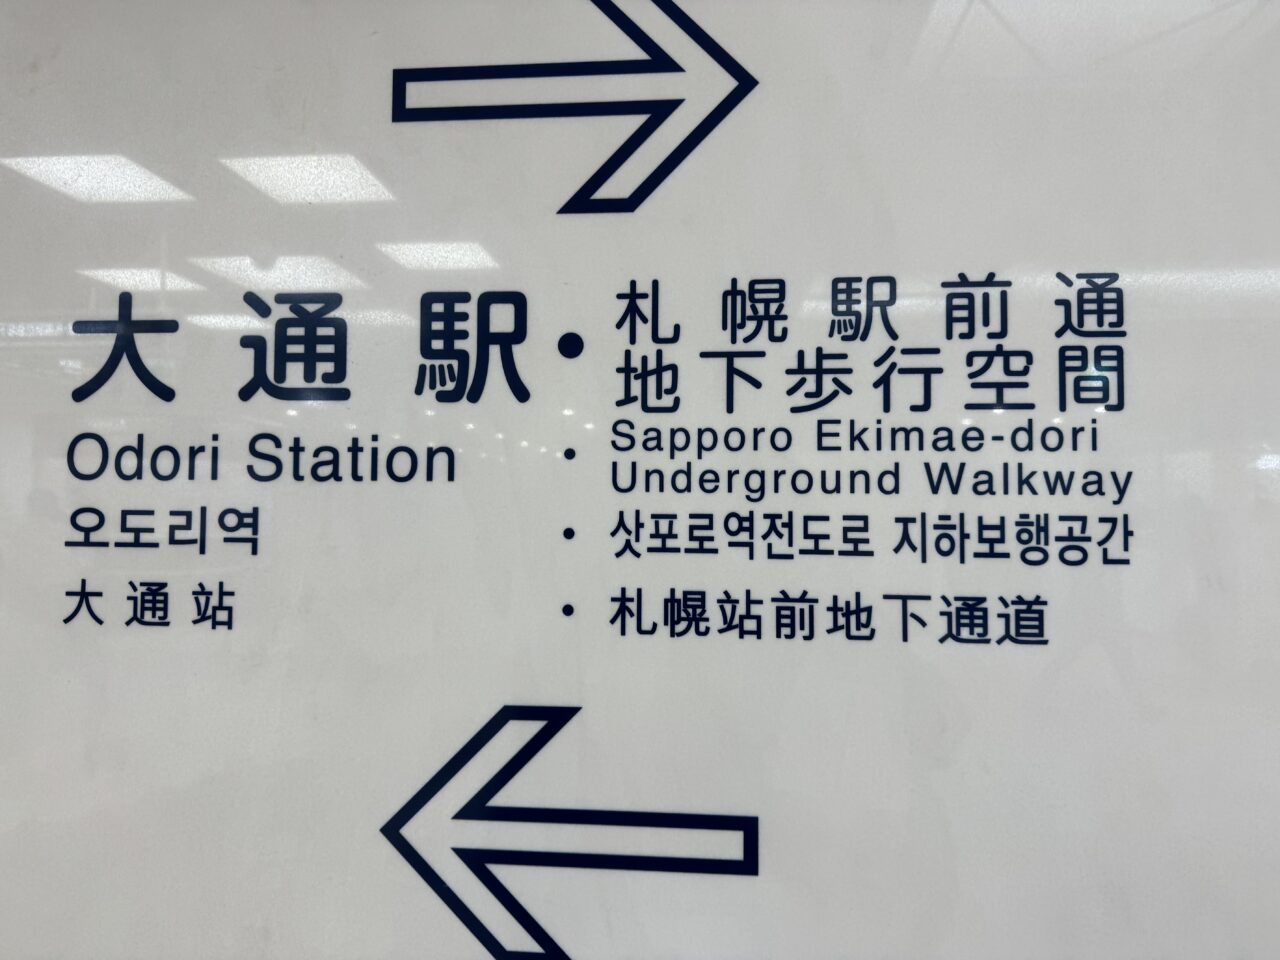 大通駅・札幌駅前通
地下歩行空間
Odori Station ・Sapporo Ekimae-dori
Underground Walkway
오도리역 ・삿포로역전도로 지하보행공간
大通站 ・札幌站前地下通道